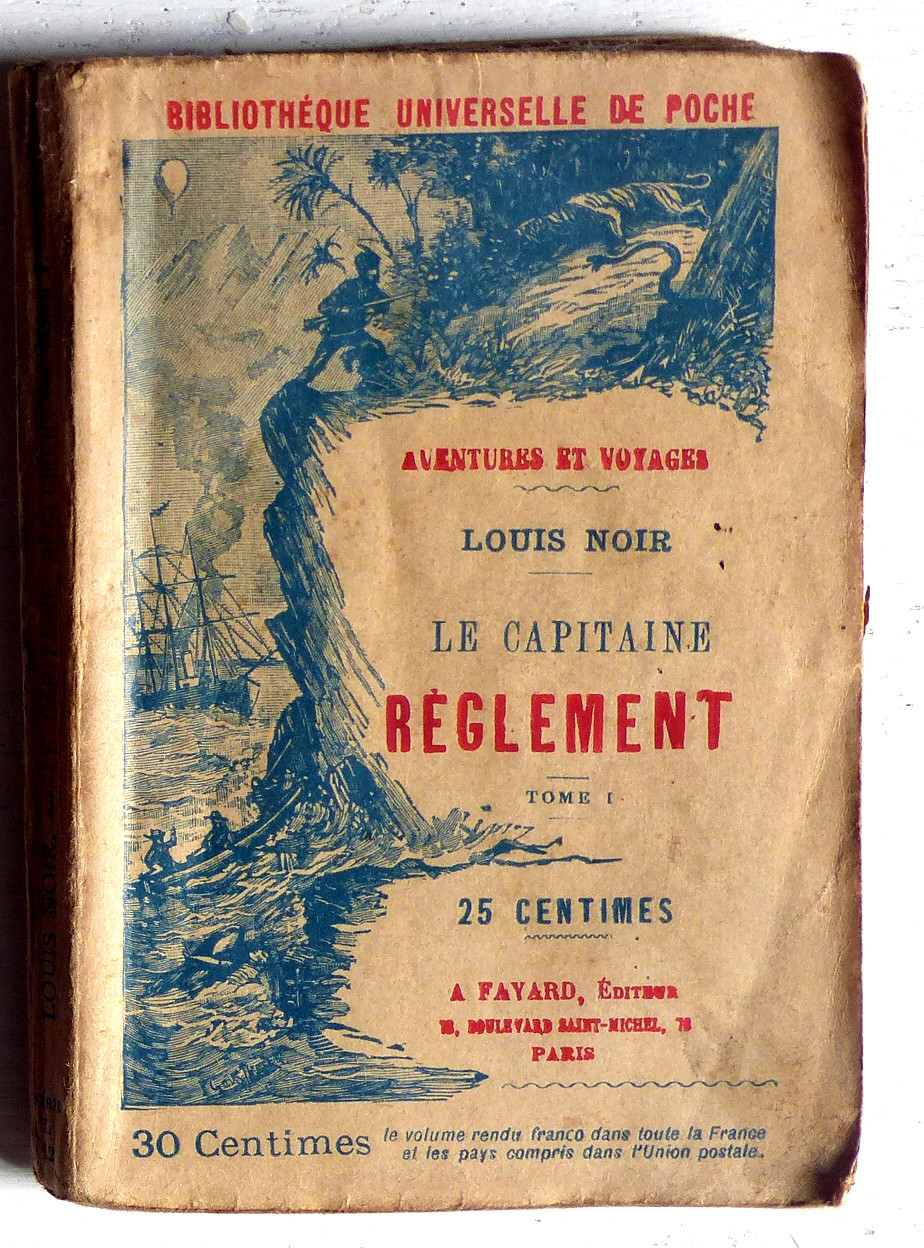 BIBLIOTHÉQUE UNIVERSELLE DE POCHE
AVENTURES ET VOYAGES
LOUIS NOIR
LE CAPITAINE
RÈGLEMENT
TOME I
25 CENTIMES
A FAYARD, ÉDITEUR
78, BOULEVARD SAINT-MICHEL, 78
PARIS
30 Centimes le volume rendu franco dans toute la France
et les pays compris dans l'Union postale.
LOUIS NOIR.